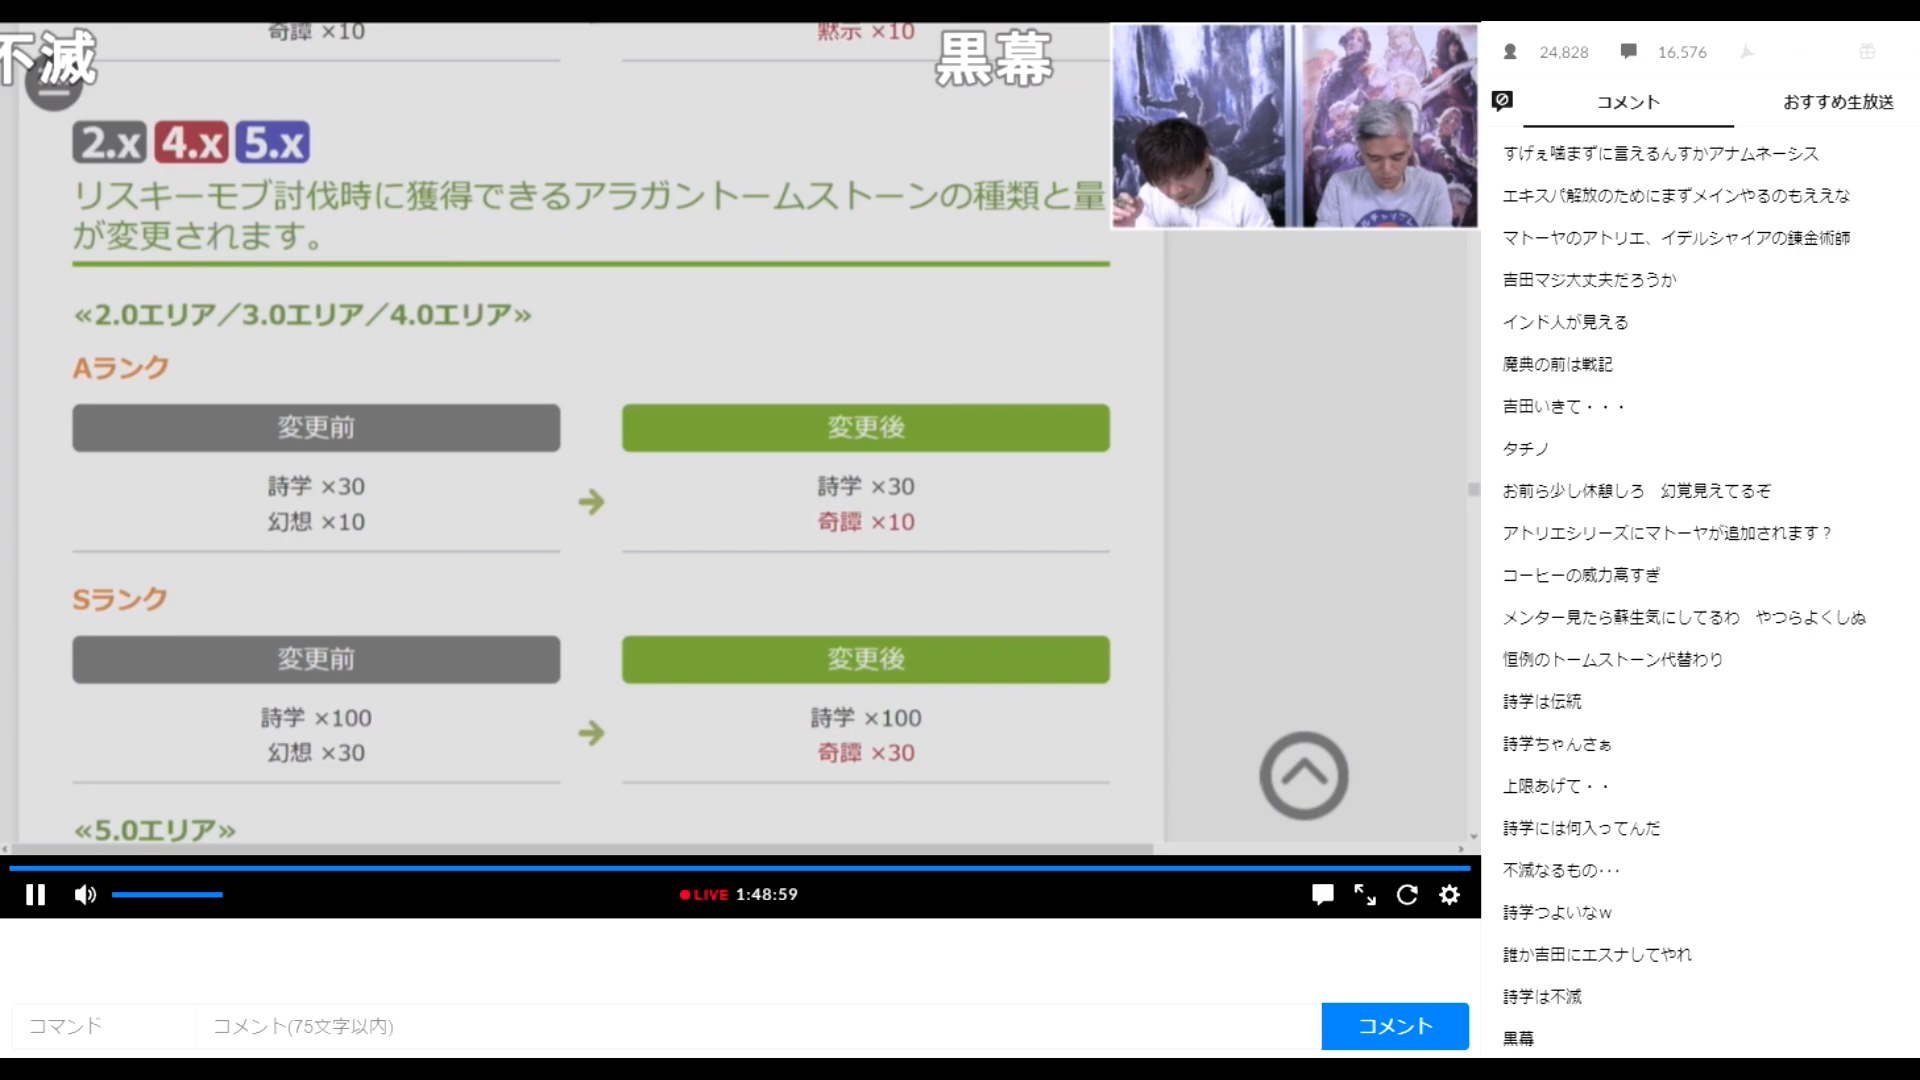 奇譚 ×10
黙示 ×10
不滅
黒幕
2.x 4.x 5.x
リスキーモブ討伐時に獲得できるアラガントームストーンの種類と量
が変更されます。
≪2.0エリア／3.0エリア／4.0エリア≫
Aランク
変更前
変更後
詩学 ×30
幻想 ×10
詩学 ×30
奇譚 ×10
Sランク
変更前
変更後
詩学 ×100
幻想 ×30
詩学 ×100
奇譚 ×30
≪5.0エリア≫
LIVE 1:48:59
コマンド
コメント(75文字以内)
コメント
24,828
16,576
コメント
おすすめ生放送
すげぇ噛まずに言えるんすかアナムネーシス
エキスパ解放のためにまずメインやるのもええな
マトーヤのアトリエ、イデルシャイアの錬金術師
吉田マジ大丈夫だろうか
インド人が見える
魔典の前は戦記
吉田いきて・・・
タチノ
お前ら少し休憩しろ　幻覚見えてるぞ
アトリエシリーズにマトーヤが追加されます？
コーヒーの威力高すぎ
メンター見たら蘇生気にしてるわ　やつらよくしぬ
恒例のトームストーン代替わり
詩学は伝統
詩学ちゃんさぁ
上限あげて・・
詩学には何入ってんだ
不滅なるもの･･･
詩学つよいなｗ
誰か吉田にエスナしてやれ
詩学は不滅
黒幕